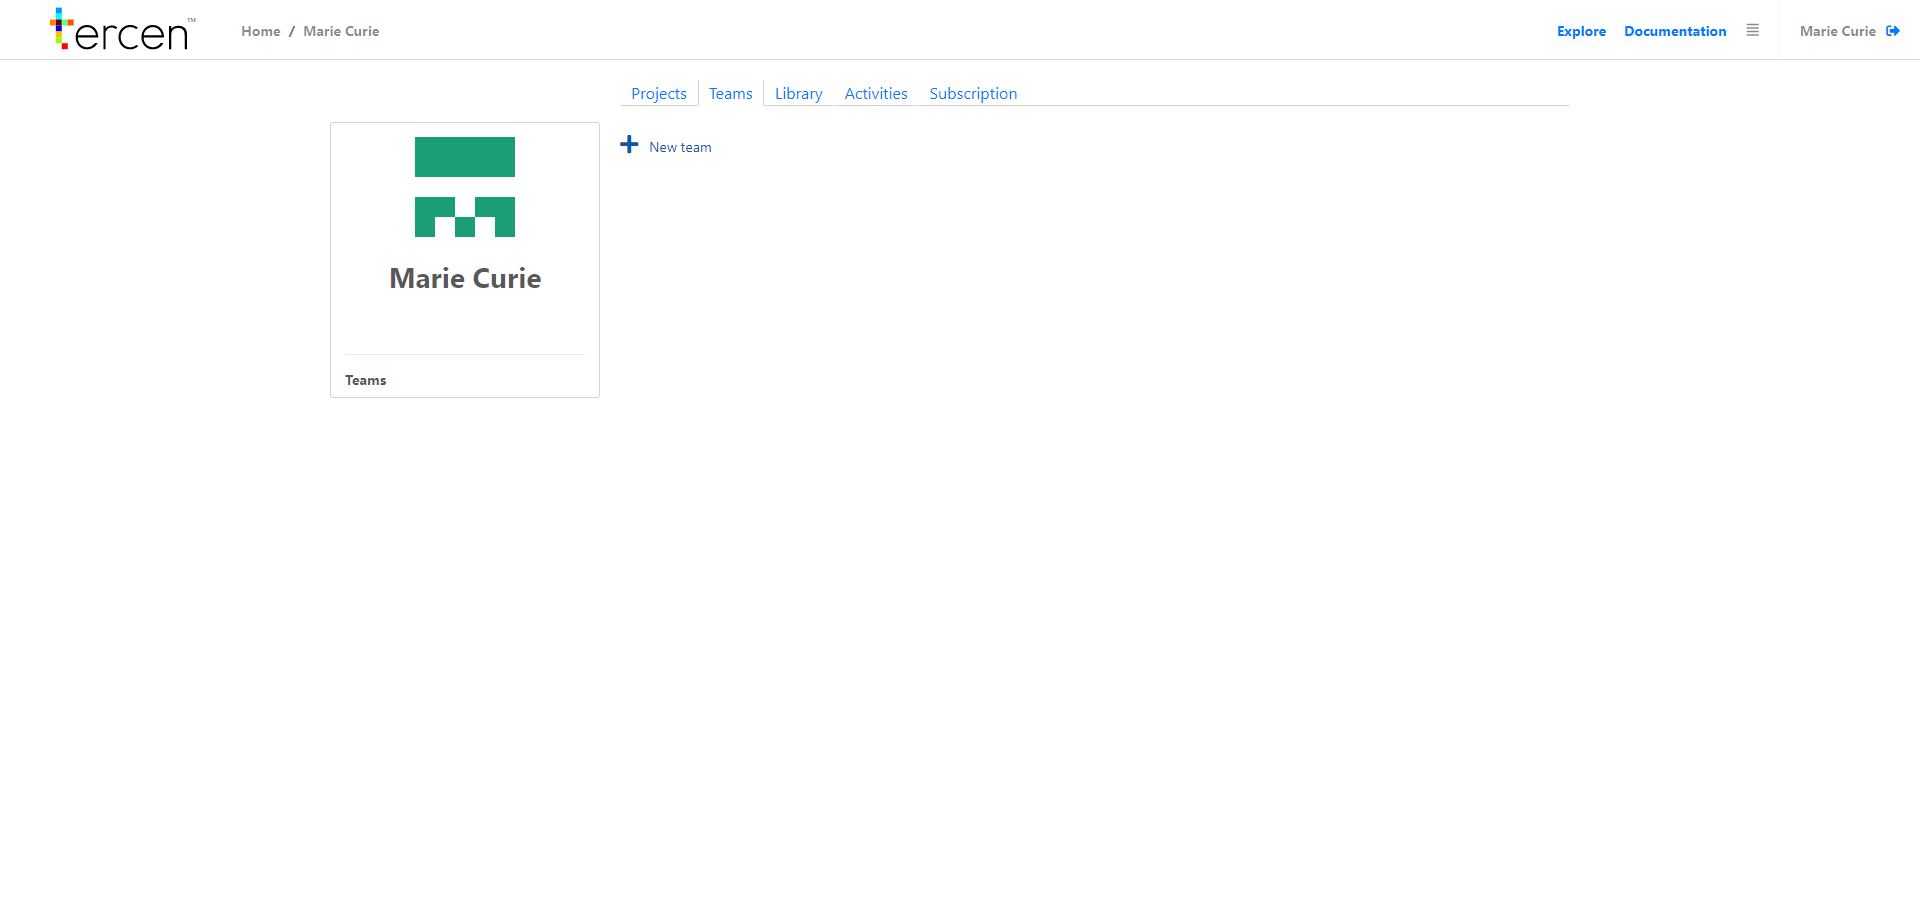 tercen™
Home / Marie Curie
Explore Documentation
Marie Curie
Projects Teams Library Activities Subscription
New team
Marie Curie
Teams